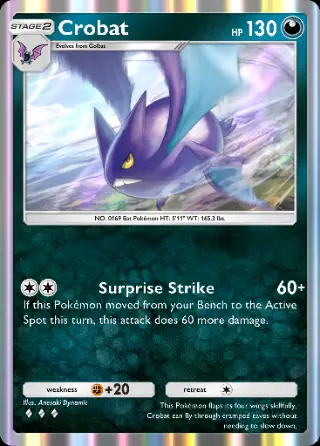 STAGE 2
Crobat
HP 130
Evolves from Golbat
NO. 0169 Bat Pokémon HT: 5'11" WT: 165.3 lbs.
Surprise Strike 60+
If this Pokémon moved from your Bench to the Active
Spot this turn, this attack does 60 more damage.
weakness +20 retreat
Illus. Anesaki Dynamic
This Pokémon flaps its four wings skillfully.
Crobat can fly through cramped caves without
needing to slow down.